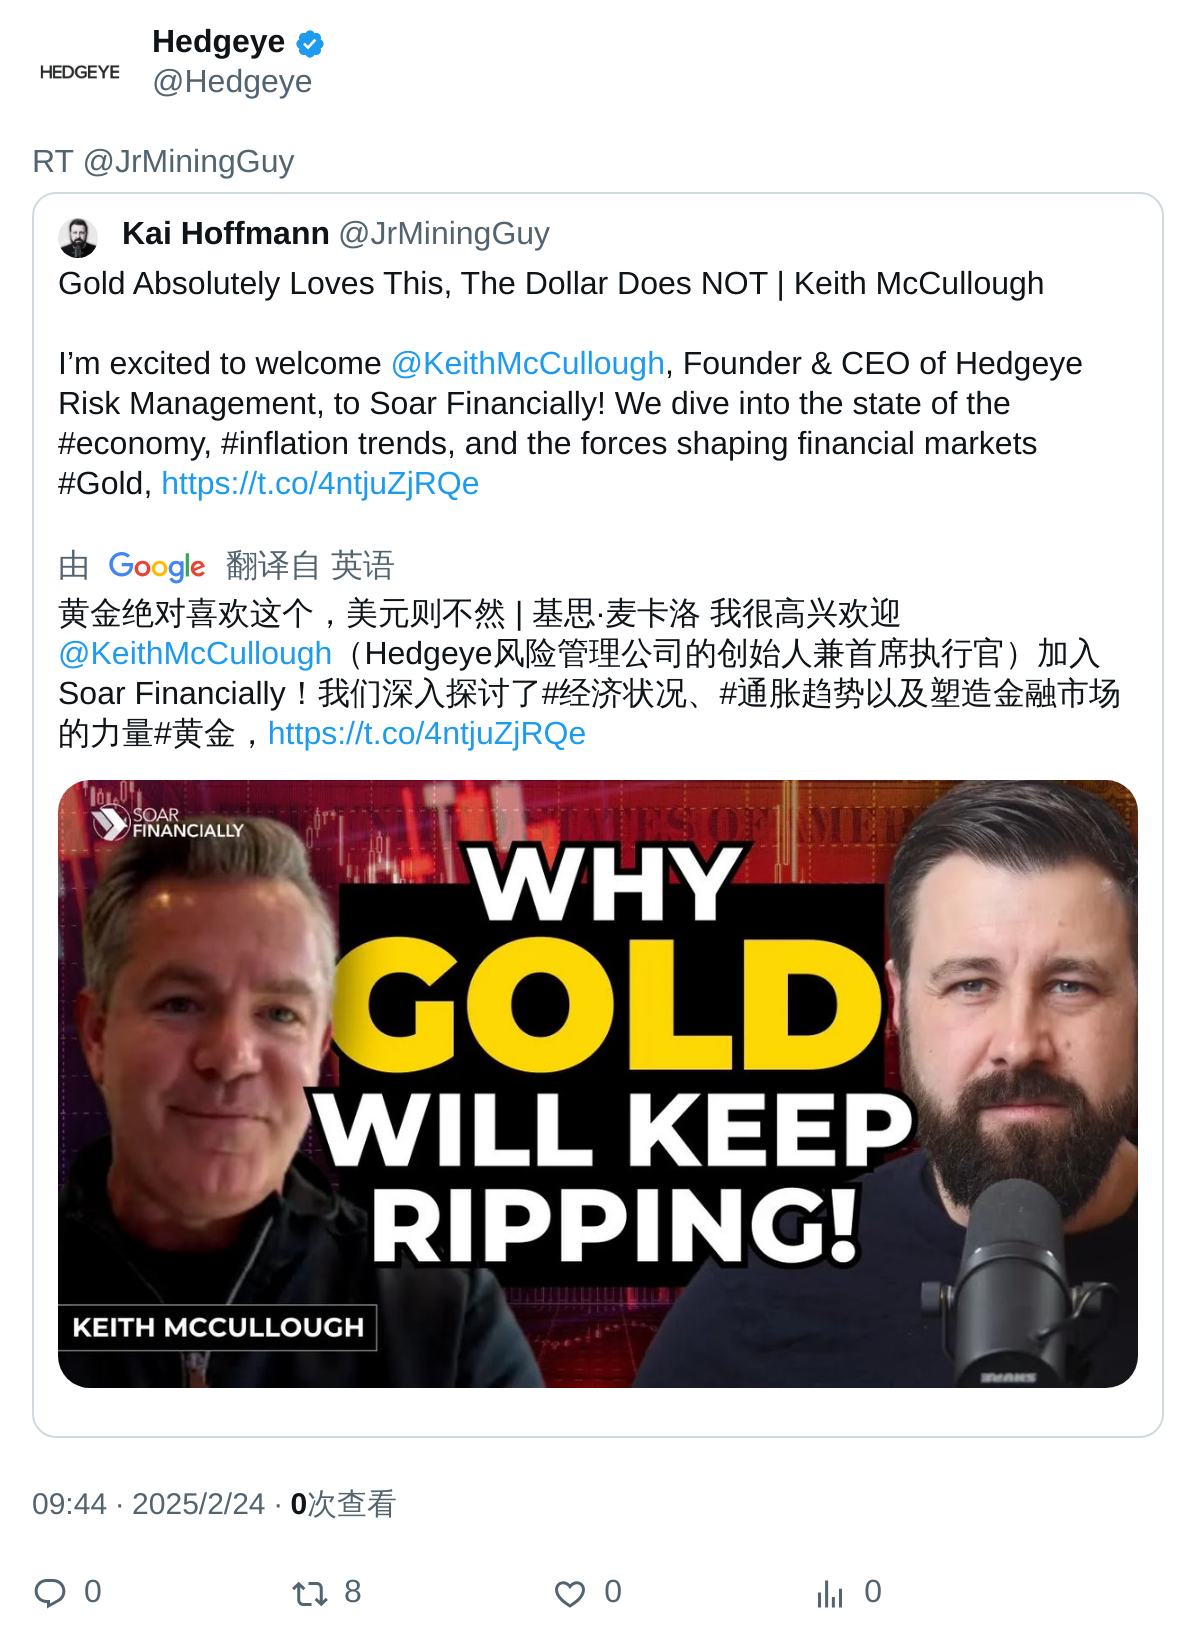 Hedgeye
HEDGEYE
@Hedgeye
RT @JrMiningGuy
Kai Hoffmann @JrMiningGuy
Gold Absolutely Loves This, The Dollar Does NOT | Keith McCullough
I’m excited to welcome @KeithMcCullough, Founder & CEO of Hedgeye
Risk Management, to Soar Financially! We dive into the state of the
#economy, #inflation trends, and the forces shaping financial markets
#Gold, https://t.co/4ntjuZjRQe
由 Google 翻译自 英语
黄金绝对喜欢这个，美元则不然 | 基思·麦卡洛 我很高兴欢迎
@KeithMcCullough（Hedgeye风险管理公司的创始人兼首席执行官）加入
Soar Financially！我们深入探讨了#经济状况、#通胀趋势以及塑造金融市场
的力量#黄金，https://t.co/4ntjuZjRQe
SOAR
FINANCIALLY
WHY
GOLD
WILL KEEP
RIPPING!
KEITH MCCULLOUGH
09:44 · 2025/2/24 · 0次查看
0 8 0 0